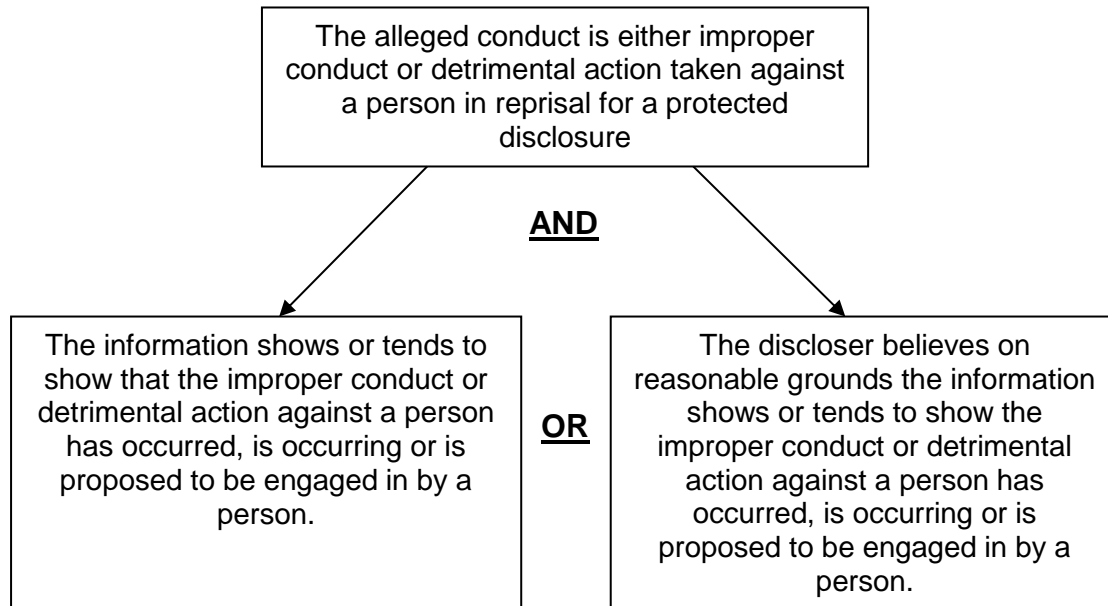 The alleged conduct is either improper
conduct or detrimental action taken against
a person in reprisal for a protected
disclosure
AND
The information shows or tends to
show that the improper conduct or
detrimental action against a person
has occurred, is occurring or is
proposed to be engaged in by a
person.
OR
The discloser believes on
reasonable grounds the information
shows or tends to show the
improper conduct or detrimental
action against a person has
occurred, is occurring or is
proposed to be engaged in by a
person.